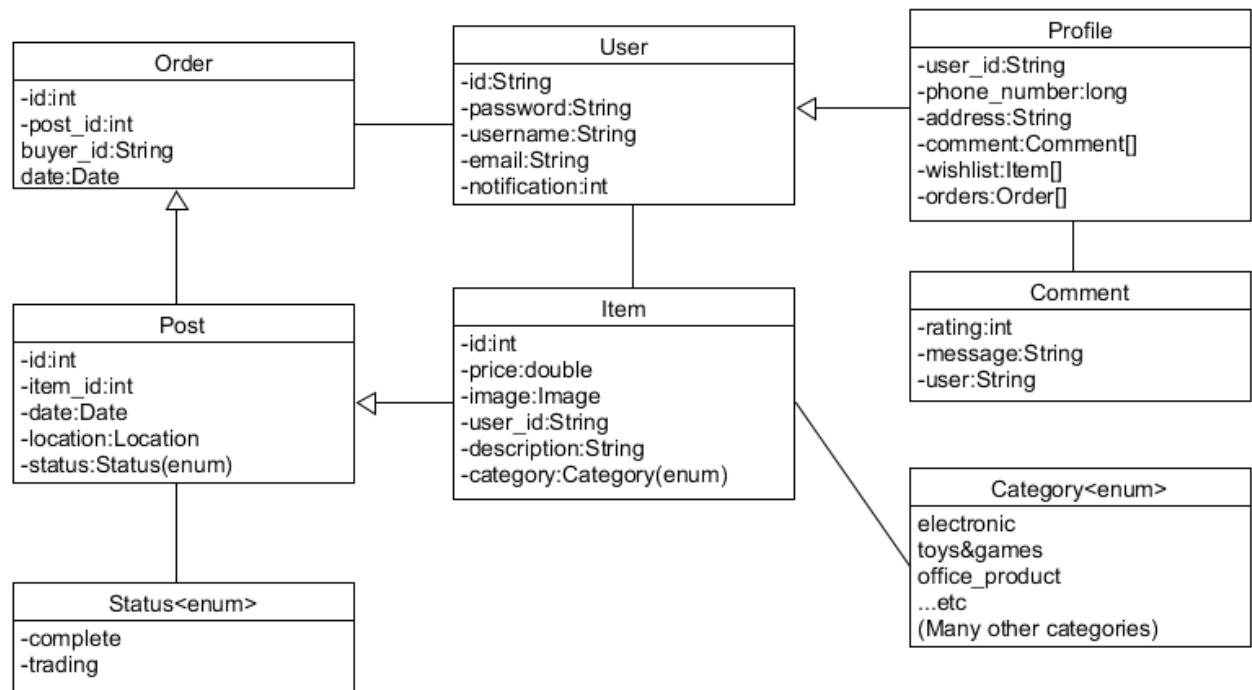 Order
-id:int
-post_id:int
buyer_id:String
date:Date
User
-id:String
-password:String
-username:String
-email:String
-notification:int
Profile
-user_id:String
-phone_number:long
-address:String
-comment:Comment[]
-wishlist:Item[]
-orders:Order[]
Post
-id:int
-item_id:int
-date:Date
-location:Location
-status:Status(enum)
Item
-id:int
-price:double
-image:Image
-user_id:String
-description:String
-category:Category(enum)
Comment
-rating:int
-message:String
-user:String
Status<enum>
-complete
-trading
Category<enum>
electronic
toys&games
office_product
...etc
(Many other categories)